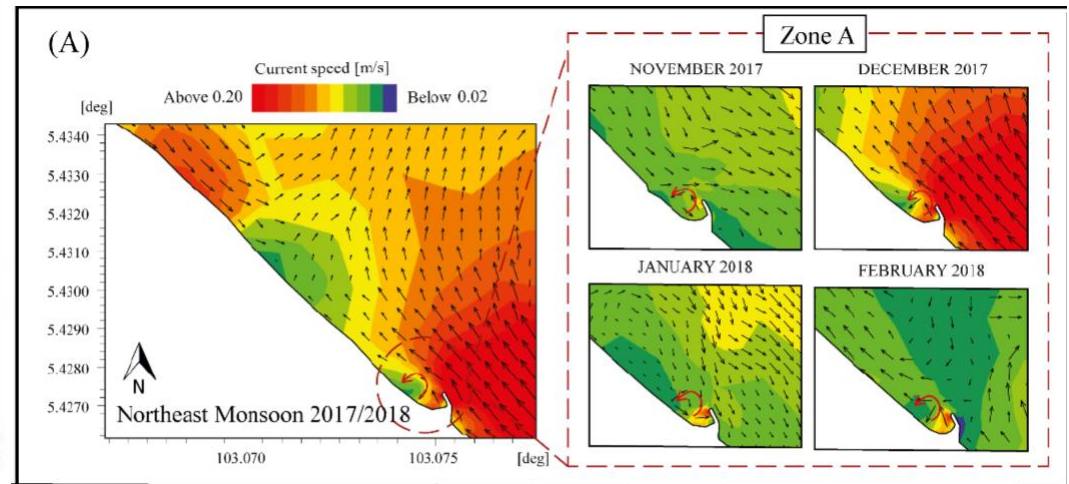 (A)
Zone A
Current speed [m/s]
Above 0.20
Below 0.02
[deg]
5.4340
5.4330
5.4320
5.4310
5.4300
5.4290
5.4280
5.4270
N
Northeast Monsoon 2017/2018
103.070
103.075
[deg]
NOVEMBER 2017
DECEMBER 2017
JANUARY 2018
FEBRUARY 2018